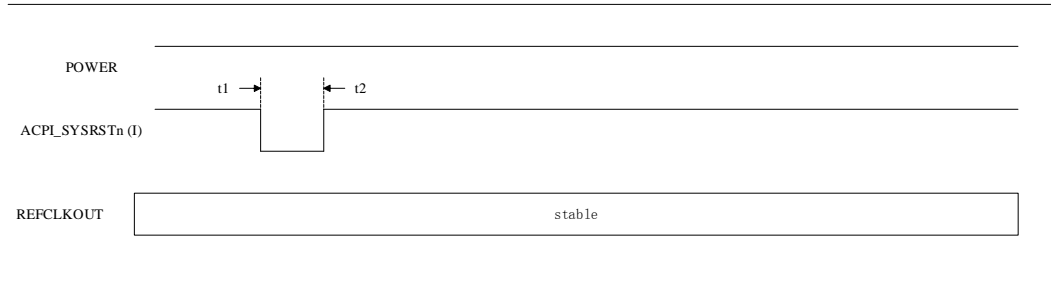 POWER
t1
t2
ACPI_SYSRSTn (I)
REFCLKOUT
stable